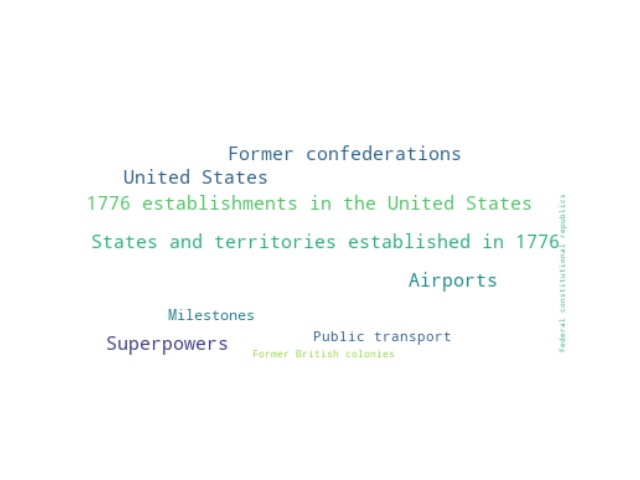 Former confederations
United States
1776 establishments in the United States
States and territories established in 1776
federal constitutional republics
Airports
Milestones
Public transport
Superpowers
Former British colonies